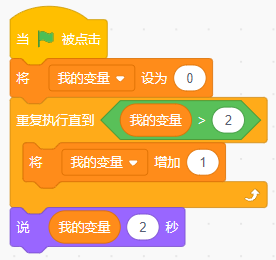 当 被点击
将 我的变量 设为 0
重复执行直到 我的变量 > 2
将 我的变量 增加 1
说 我的变量 2 秒